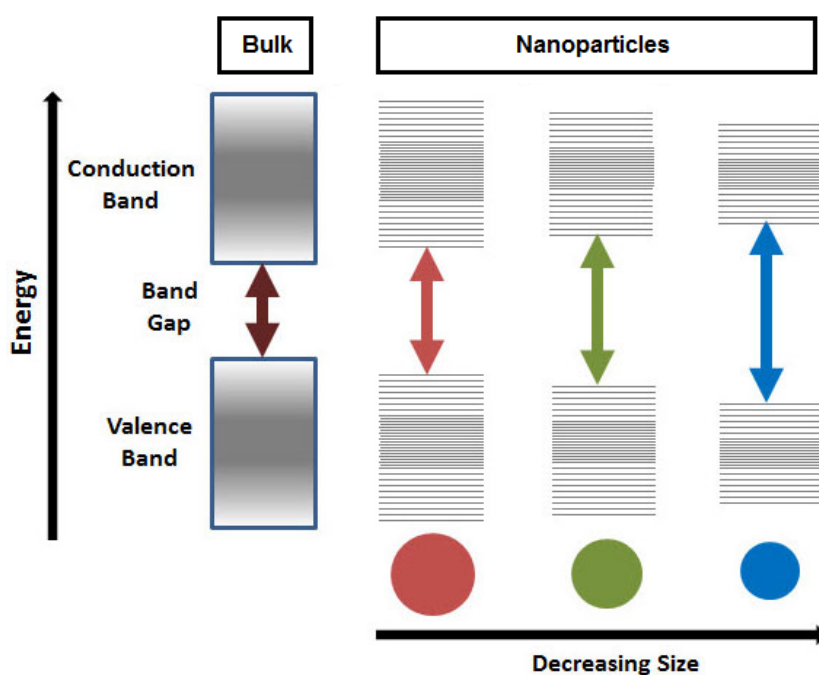 Bulk
Nanoparticles
Conduction
Band
Band
Gap
Energy
Valence
Band
Decreasing Size